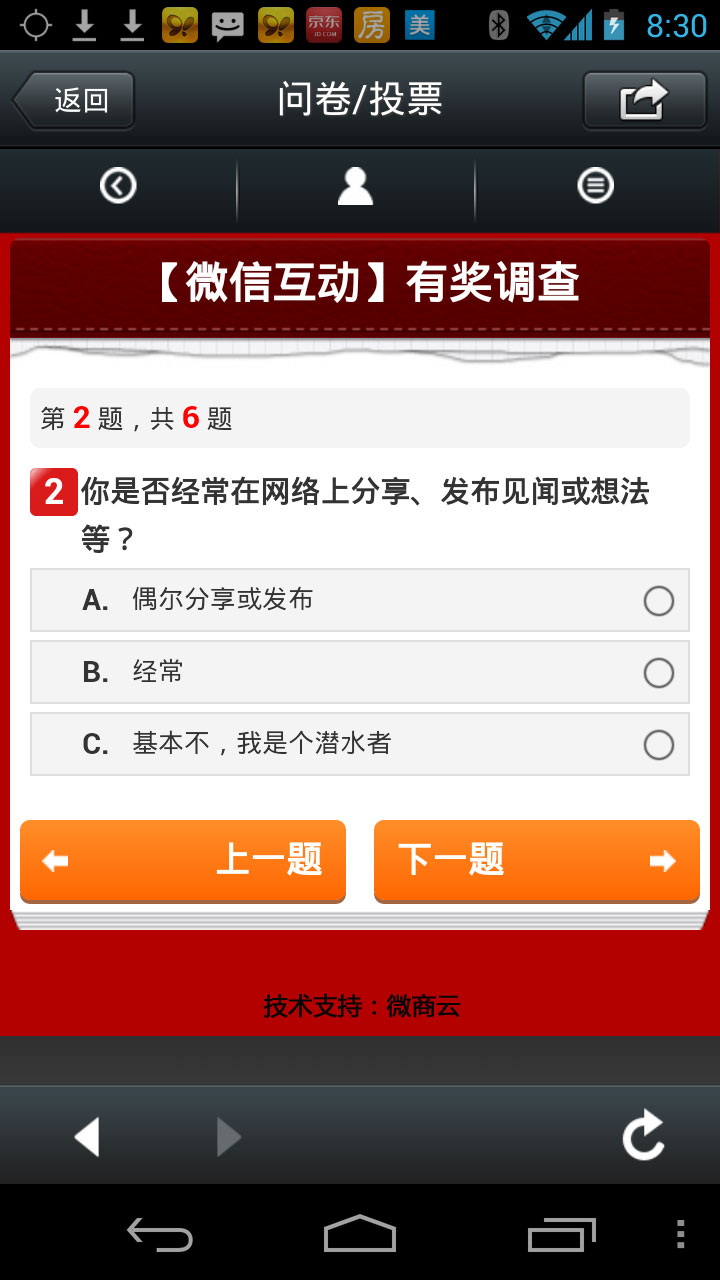 京东
JD.COM
房
美
8:30
返回
问卷/投票
【微信互动】有奖调查
第 2 题，共 6 题
2 你是否经常在网络上分享、发布见闻或想法
等？
A. 偶尔分享或发布
B. 经常
C. 基本不，我是个潜水者
上一题
下一题
技术支持：微商云